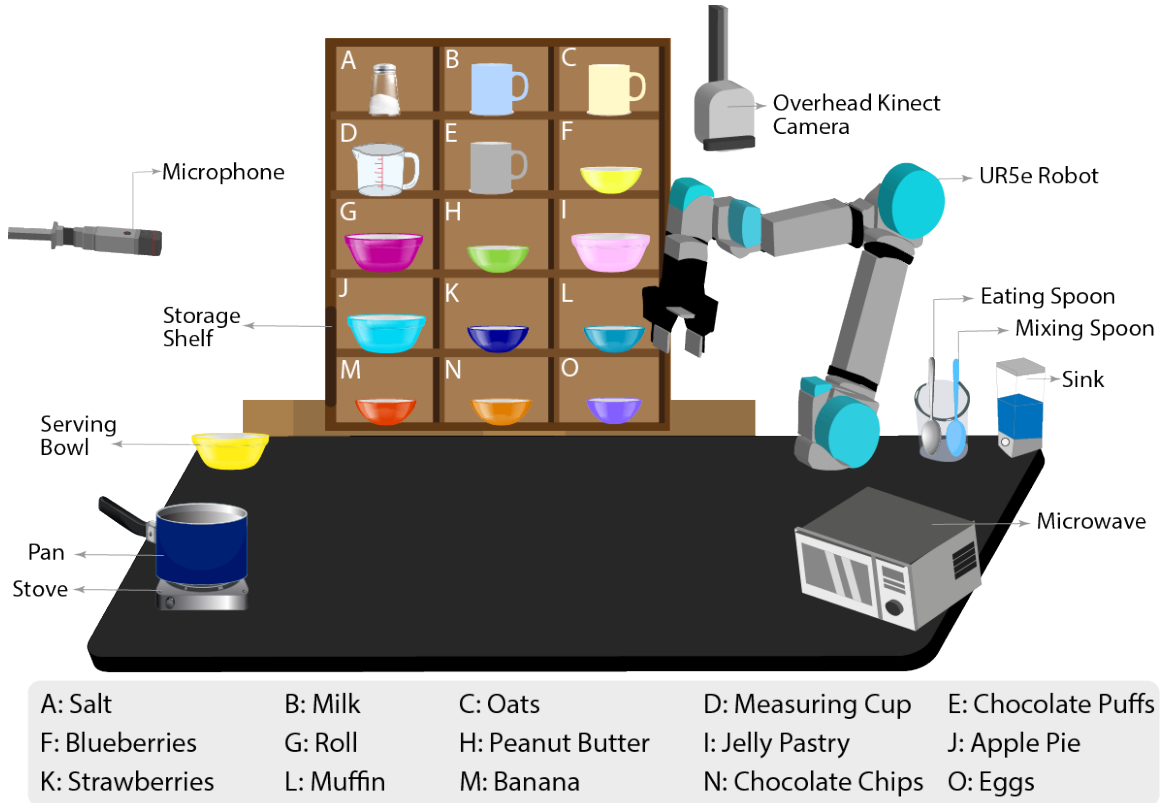 A
B
C
Overhead Kinect
Camera
D
E
F
Microphone
UR5e Robot
G
H
I
J
K
L
Storage
Shelf
Eating Spoon
Mixing Spoon
M
N
O
Sink
Serving
Bowl
Pan
Microwave
Stove
A: Salt B: Milk C: Oats D: Measuring Cup E: Chocolate Puffs
F: Blueberries G: Roll H: Peanut Butter I: Jelly Pastry J: Apple Pie
K: Strawberries L: Muffin M: Banana N: Chocolate Chips O: Eggs